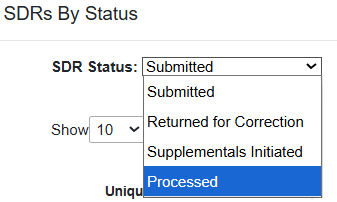 SDRs By Status
SDR Status: Submitted
Submitted
Returned for Correction
Show 10
Supplementals Initiated
Processed
Uniqu